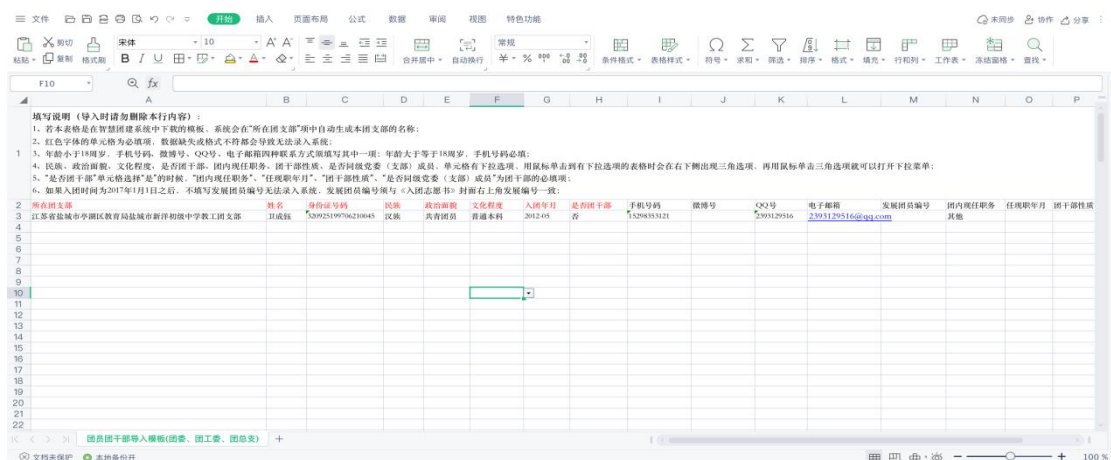 文件 开始 插入 页面布局 公式 数据 审阅 视图 特色功能 未同步 协作 分享
剪切 宋体 10 A A 常规
粘贴 复制 格式刷 B I U A 合并居中 自动换行 ¥ % 条件格式 表格样式 符号 求和 筛选 排序 格式 填充 行和列 工作表 冻结窗格 查找
F10 fx
A B C D E F G H I J K L M N O P
填写说明（导入时请勿删除本行内容）:
1、若本表格是在智慧团建系统中下载的模板，系统会在"所在团支部"项中自动生成本团支部的名称;
2、红色字体的单元格为必填项，数据缺失或格式不符都会导致无法录入系统;
1 3、年龄小于18周岁，手机号码、微博号、QQ号、电子邮箱四种联系方式须填写其中一项; 年龄大于等于18周岁，手机号码必填;
4、民族、政治面貌、文化程度、是否团干部、团内现任职务、团干部性质、是否同级党委（支部）成员，单元格有下拉选项，用鼠标单击到有下拉选项的表格时会在右下侧出现三角选项，再用鼠标单击三角选项就可以打开下拉菜单;
5、"是否团干部"单元格选择"是"的时候，"团内现任职务"、"任现职年月"、"团干部性质"、"是否同级党委（支部）成员"为团干部的必填项;
6、如果入团时间为2017年1月1日之后，不填写发展团员编号无法录入系统，发展团员编号须与《入团志愿书》封面右上角发展编号一致;
2 所在团支部 姓名 身份证号码 民族 政治面貌 文化程度 入团年月 是否团干部 手机号码 微博号 QQ号 电子邮箱 发展团员编号 团内现任职务 任现职年月 团干部性质
3 江苏省盐城市亭湖区教育局盐城市新洋初级中学教工团支部 卫成钰 320925199706210045 汉族 共青团员 普通本科 2012-05 否 15298353121 2393129516 2393129516@qq.com 其他
4
5
6
7
8
9
10
11
12
13
14
15
16
17
18
19
20
21
22
团员团干部导入模板(团委、团工委、团总支) +
文档未保护 本地备份开 100 %